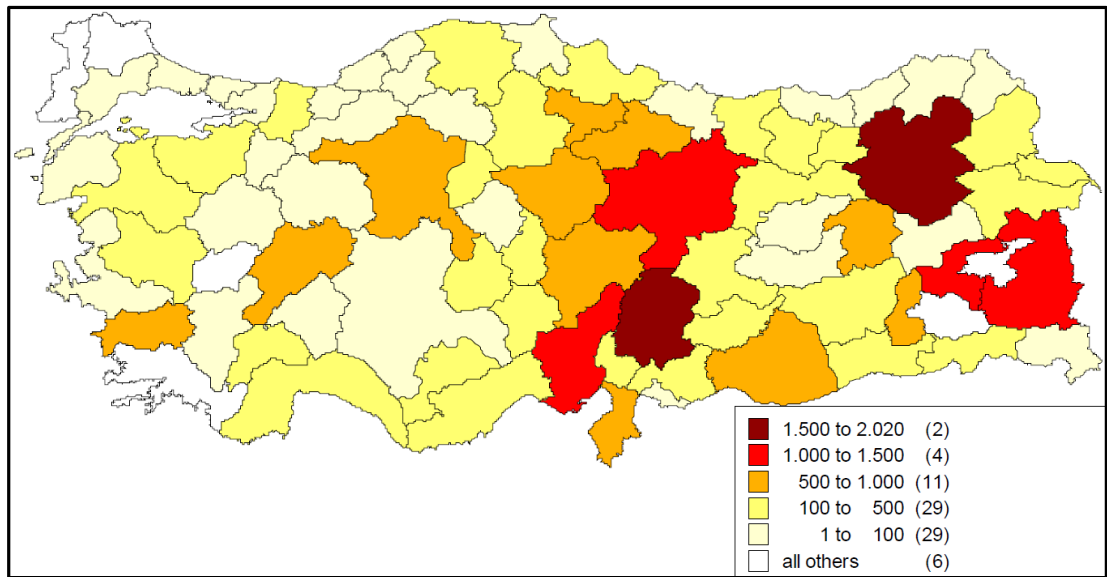 1.500 to 2.020 (2)
1.000 to 1.500 (4)
500 to 1.000 (11)
100 to 500 (29)
1 to 100 (29)
all others (6)